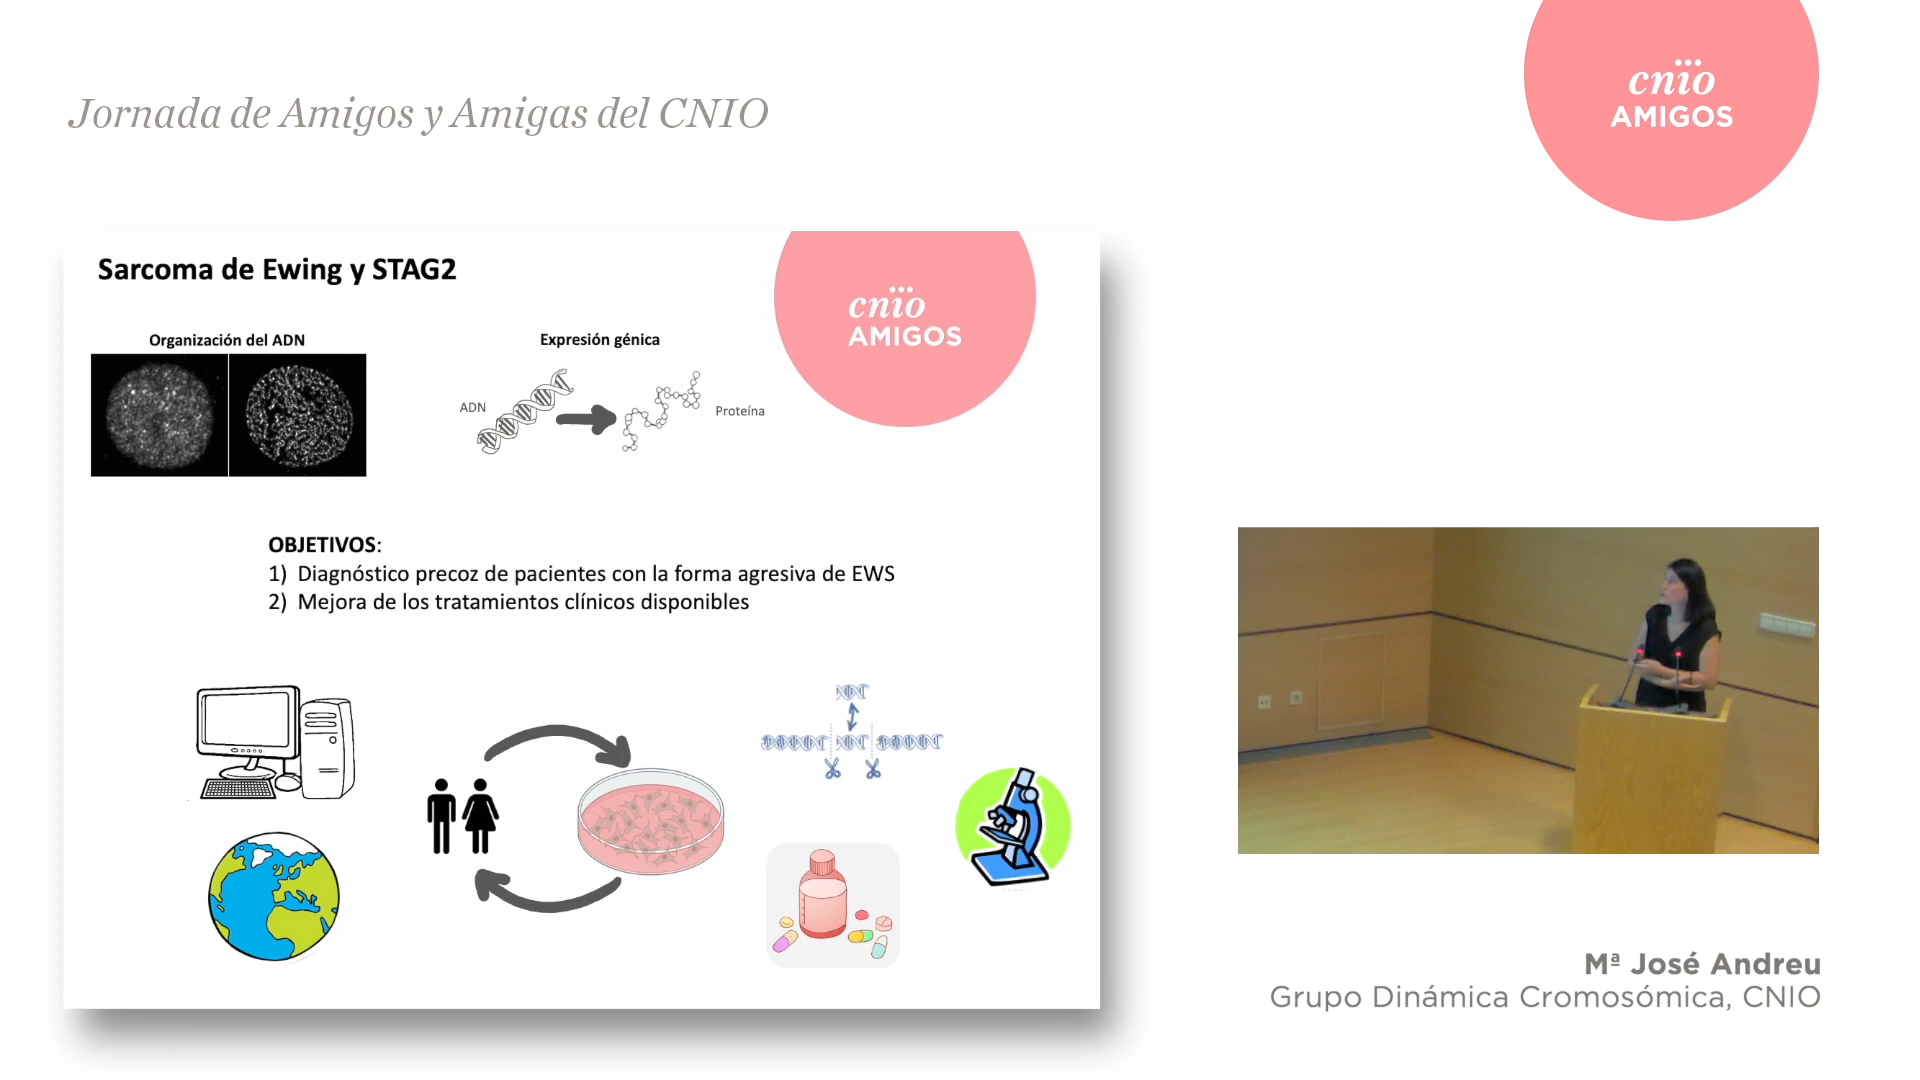 Jornada de Amigos y Amigas del CNIO
cnio
AMIGOS
Sarcoma de Ewing y STAG2
cnio
AMIGOS
Organización del ADN
Expresión génica
ADN
Proteína
OBJETIVOS:
1) Diagnóstico precoz de pacientes con la forma agresiva de EWS
2) Mejora de los tratamientos clínicos disponibles
Mª José Andreu
Grupo Dinámica Cromosómica, CNIO